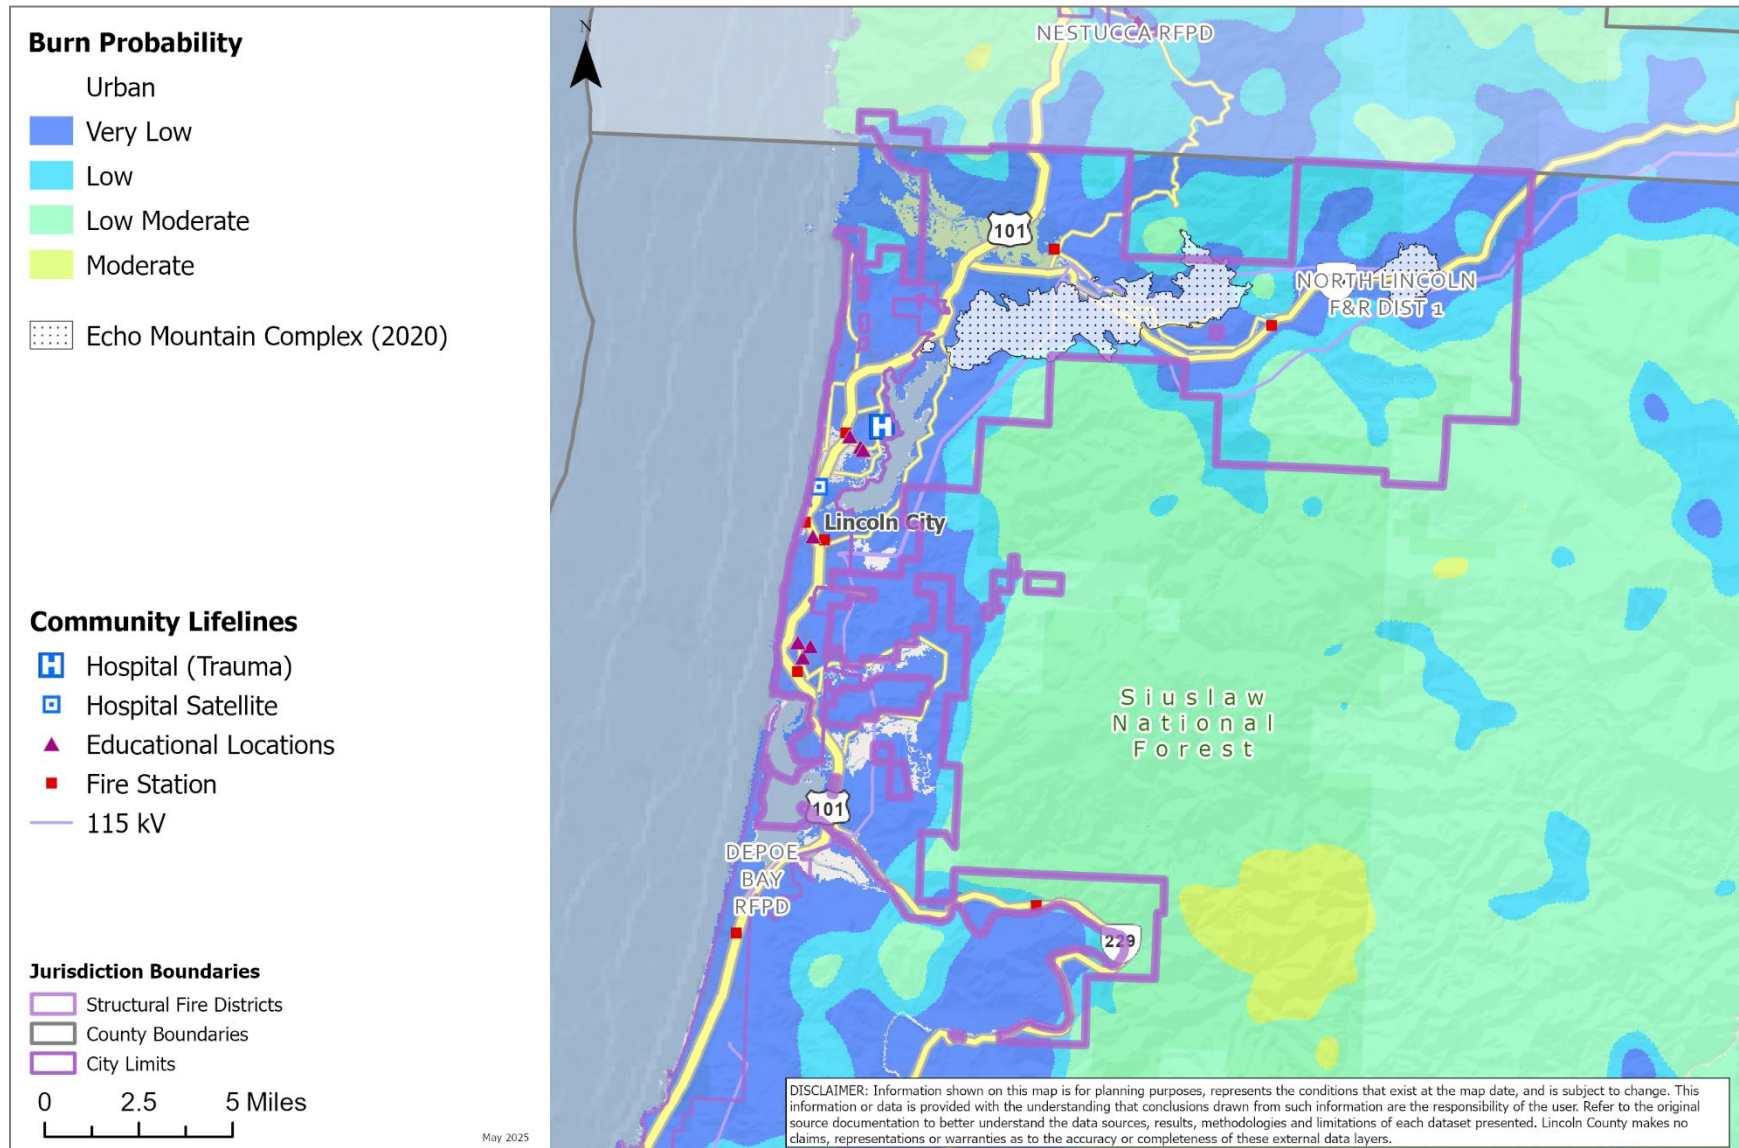 Burn Probability
Urban
Very Low
Low
Low Moderate
Moderate
Echo Mountain Complex (2020)
Community Lifelines
H Hospital (Trauma)
Hospital Satellite
Educational Locations
Fire Station
115 kV
Jurisdiction Boundaries
Structural Fire Districts
County Boundaries
City Limits
0 2.5 5 Miles
May 2025
N
NESTUCCA RFPD
101
NORTH LINCOLN
F&R DIST 1
H
Lincoln City
Siuslaw
National
Forest
101
DEPOE
BAY
RFPD
229
DISCLAIMER: Information shown on this map is for planning purposes, represents the conditions that exist at the map date, and is subject to change. This
information or data is provided with the understanding that conclusions drawn from such information are the responsibility of the user. Refer to the original
source documentation to better understand the data sources, results, methodologies and limitations of each dataset presented. Lincoln County makes no
claims, representations or warranties as to the accuracy or completeness of these external data layers.